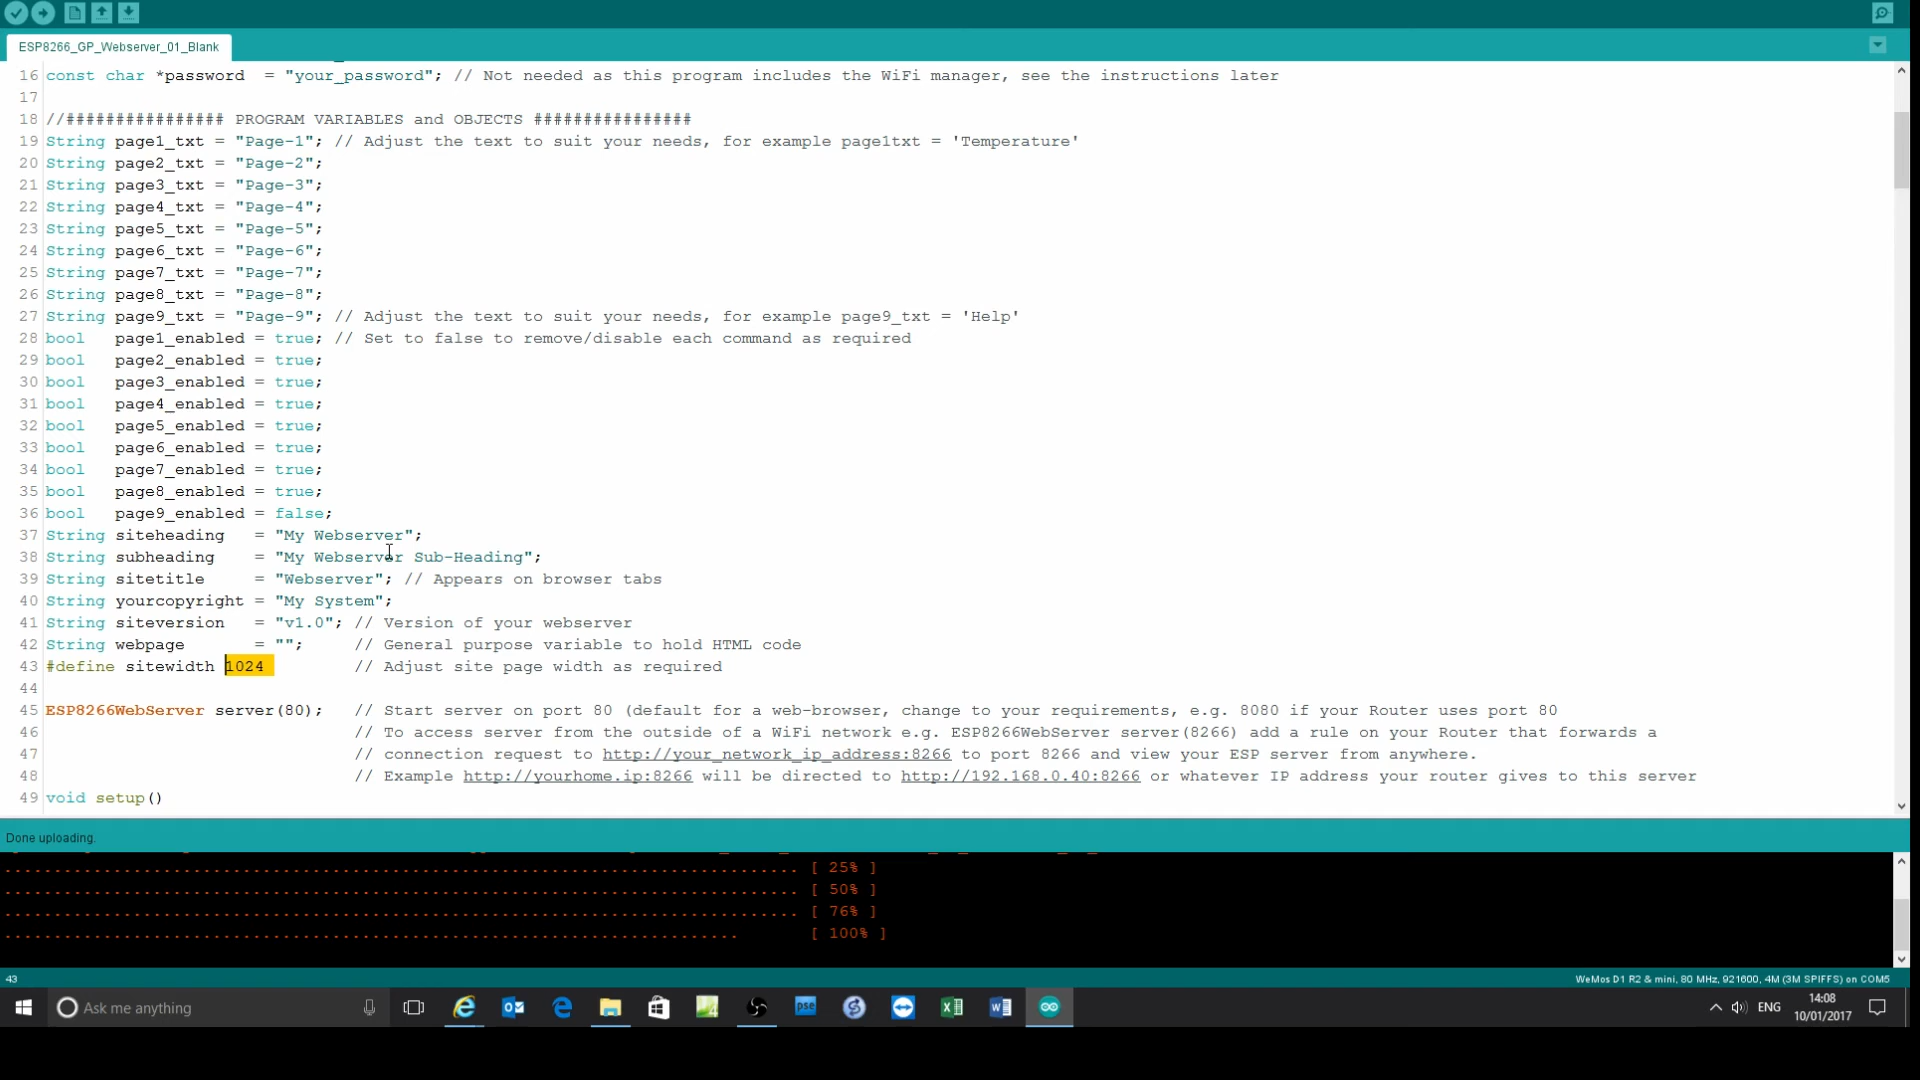 ESP8266_GP_Webserver_01_Blank
16 const char *password  = "your_password"; // Not needed as this program includes the WiFi manager, see the instructions later
17
18 //################ PROGRAM VARIABLES and OBJECTS ################
19 String page1_txt = "Page-1"; // Adjust the text to suit your needs, for example page1txt = 'Temperature'
20 String page2_txt = "Page-2";
21 String page3_txt = "Page-3";
22 String page4_txt = "Page-4";
23 String page5_txt = "Page-5";
24 String page6_txt = "Page-6";
25 String page7_txt = "Page-7";
26 String page8_txt = "Page-8";
27 String page9_txt = "Page-9"; // Adjust the text to suit your needs, for example page9_txt = 'Help'
28 bool   page1_enabled = true; // Set to false to remove/disable each command as required
29 bool   page2_enabled = true;
30 bool   page3_enabled = true;
31 bool   page4_enabled = true;
32 bool   page5_enabled = true;
33 bool   page6_enabled = true;
34 bool   page7_enabled = true;
35 bool   page8_enabled = true;
36 bool   page9_enabled = false;
37 String siteheading   = "My Webserver";
38 String subheading    = "My Webserver Sub-Heading";
39 String sitetitle     = "Webserver"; // Appears on browser tabs
40 String yourcopyright = "My System";
41 String siteversion   = "v1.0"; // Version of your webserver
42 String webpage       = "";     // General purpose variable to hold HTML code
43 #define sitewidth 1024         // Adjust site page width as required
44
45 ESP8266WebServer server(80);   // Start server on port 80 (default for a web-browser, change to your requirements, e.g. 8080 if your Router uses port 80
46                                // To access server from the outside of a WiFi network e.g. ESP8266WebServer server(8266) add a rule on your Router that forwards a
47                                // connection request to http://your_network_ip_address:8266 to port 8266 and view your ESP server from anywhere.
48                                // Example http://yourhome.ip:8266 will be directed to http://192.168.0.40:8266 or whatever IP address your router gives to this server
49 void setup()
Done uploading.
................................................................................ [ 25% ]
................................................................................ [ 50% ]
................................................................................ [ 76% ]
..........................................................................       [ 100% ]
43 WeMos D1 R2 & mini, 80 MHz, 921600, 4M (3M SPIFFS) on COM5
Ask me anything
pse
ENG
14:08
10/01/2017